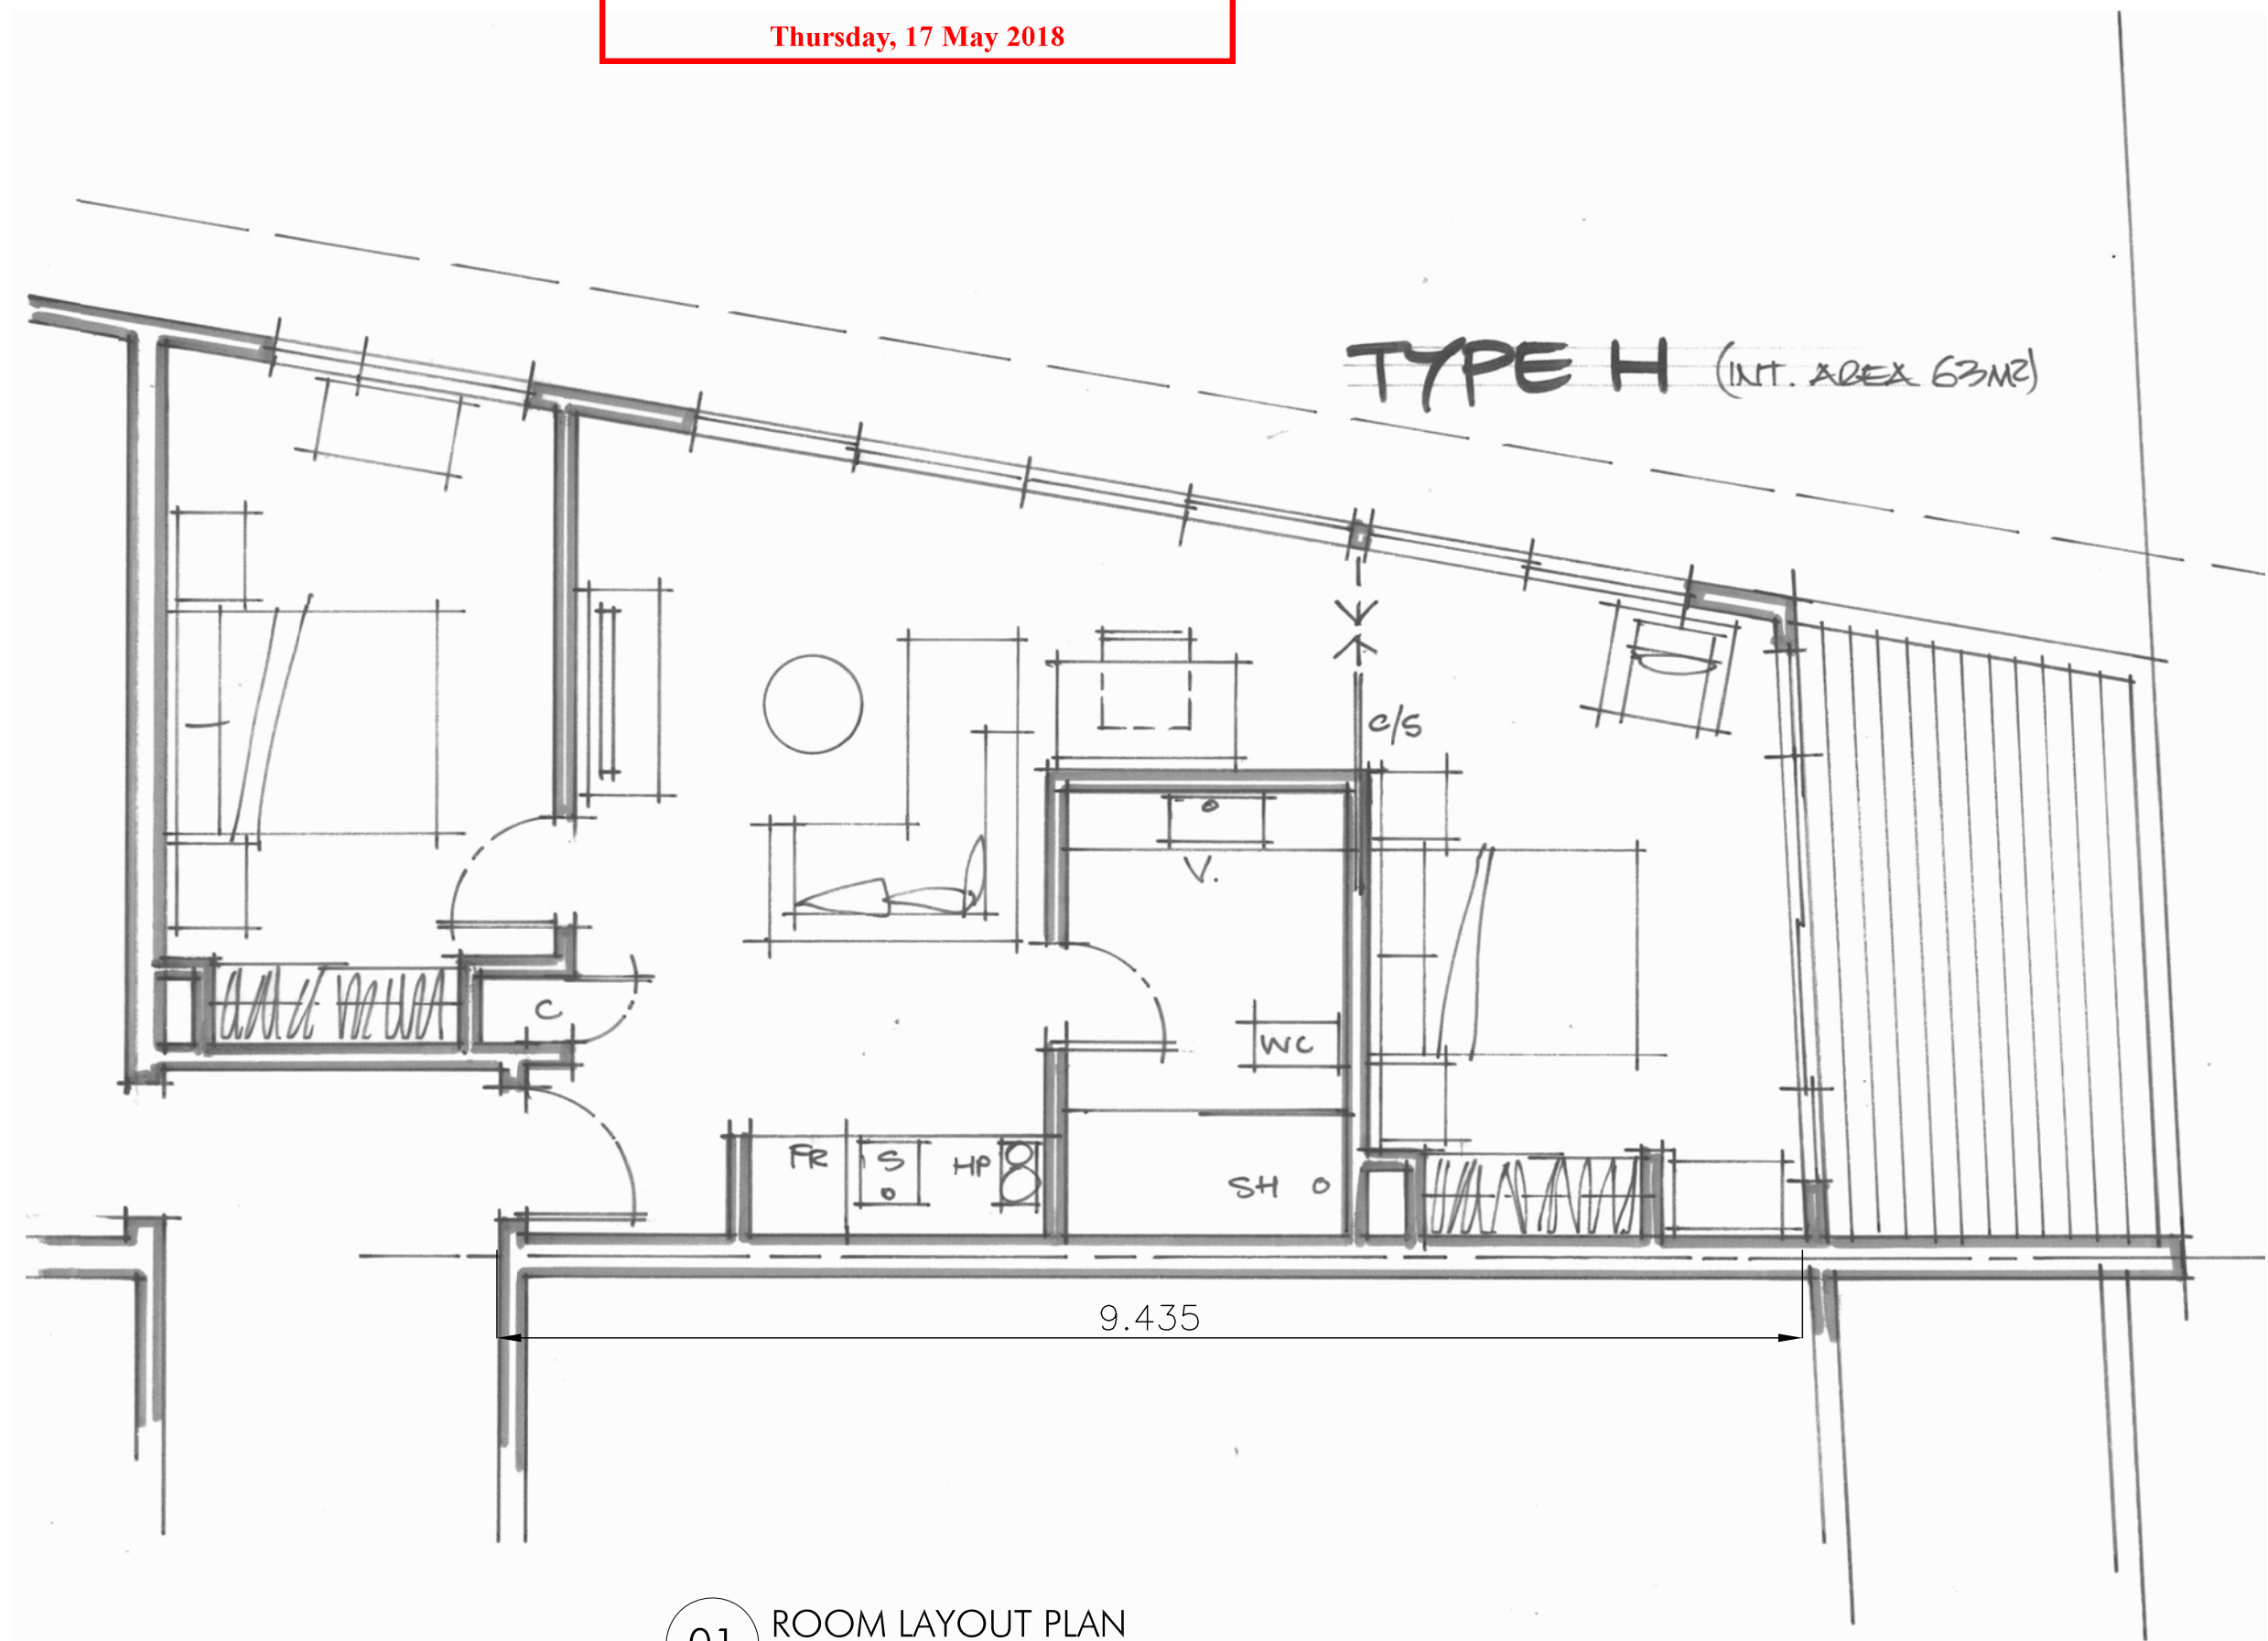 Thursday, 17 May 2018
TYPE H (INT. AREA 63M2)
C/S
V.
C
WC
FR
S
HP
SH
9.435
01
ROOM LAYOUT PLAN